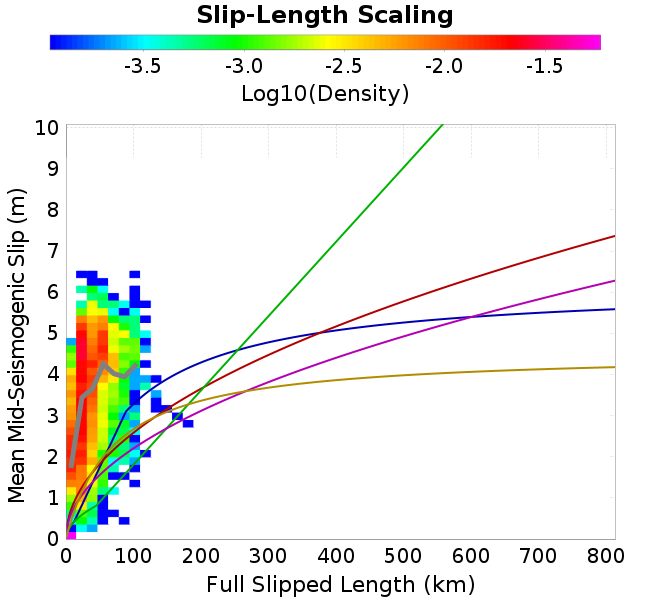 Slip-Length Scaling
-3.5 -3.0 -2.5 -2.0 -1.5
Log10(Density)
10
9
8
7
6
5
4
3
2
1
0
Mean Mid-Seismogenic Slip (m)
0 100 200 300 400 500 600 700 800
Full Slipped Length (km)